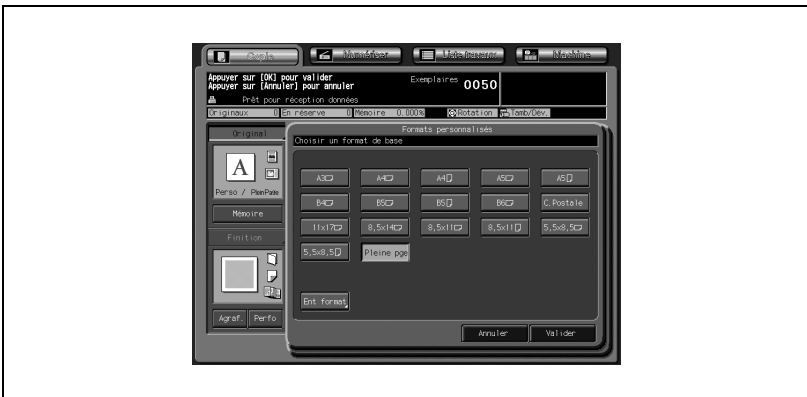 Copie Numériser Liste travaux Machine
Appuyer sur [OK] pour valider
Appuyer sur [Annuler] pour annuler
Exemplaires 0050
Prêt pour réception données
Originaux 0 En réserve 0 Mémoire 0.000% Rotation Tamb/Dév.
Original
Formats personnalisés
Choisir un format de base
A
A3 A4 A4 A5 A5
Perso / PleinPage
B4 B5 B5 B6 C.Postale
Mémoire
11x17 8,5x14 8,5x11 8,5x11 5,5x8,5
Finition
5,5x8,5 Pleine pge
Ent format
Agraf. Perfo
Annuler Valider